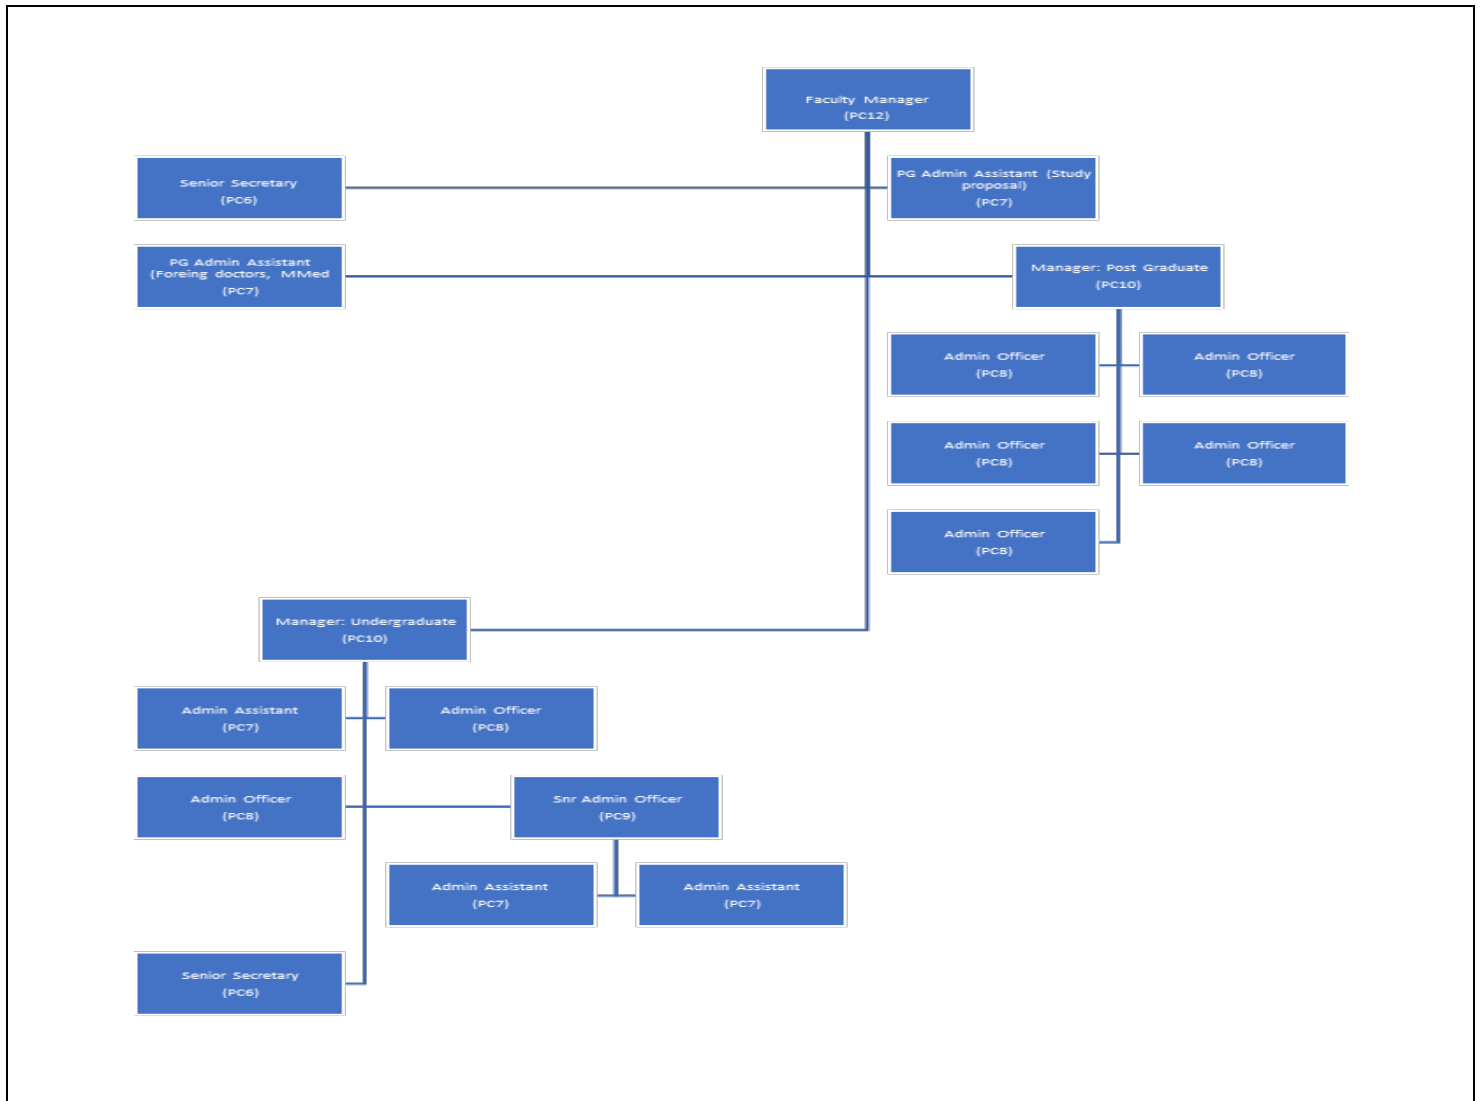 Faculty Manager
(PC12)
Senior Secretary
(PC6)
PG Admin Assistant (Study
proposal)
(PC7)
PG Admin Assistant
(Foreing doctors, MMed
(PC7)
Manager: Post Graduate
(PC10)
Admin Officer
(PC8)
Admin Officer
(PC8)
Admin Officer
(PC8)
Admin Officer
(PC8)
Admin Officer
(PC8)
Manager: Undergraduate
(PC10)
Admin Assistant
(PC7)
Admin Officer
(PC8)
Admin Officer
(PC8)
Snr Admin Officer
(PC9)
Admin Assistant
(PC7)
Admin Assistant
(PC7)
Senior Secretary
(PC6)